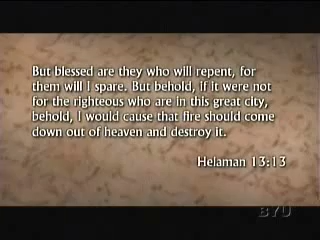 But blessed are they who will repent, for
them will I spare. But behold, if it were not
for the righteous who are in this great city,
behold, I would cause that fire should come
down out of heaven and destroy it.
Helaman 13:13
BYU